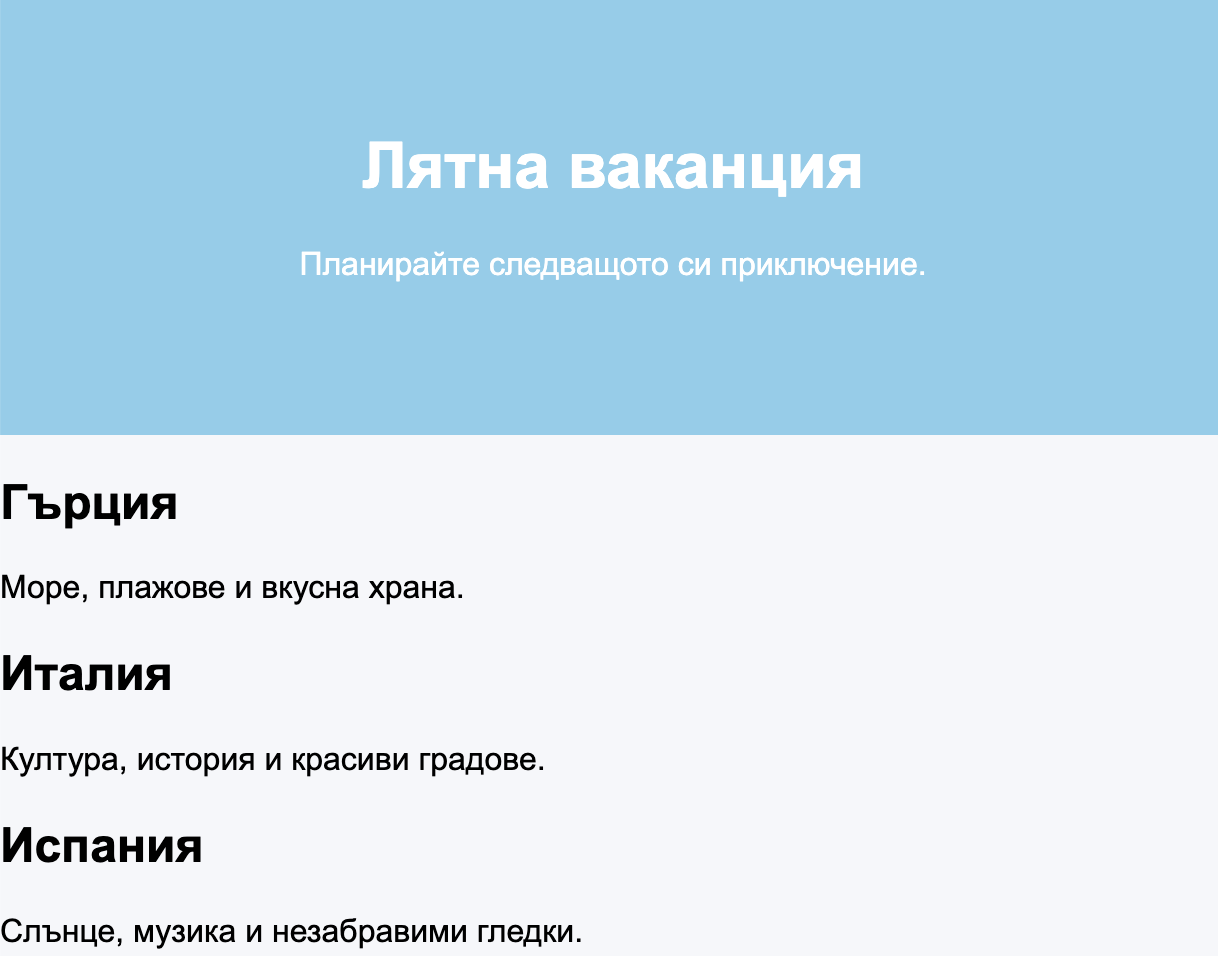 Лятна ваканция
Планирайте следващото си приключение.
Гърция
Море, плажове и вкусна храна.
Италия
Култура, история и красиви градове.
Испания
Слънце, музика и незабравими гледки.